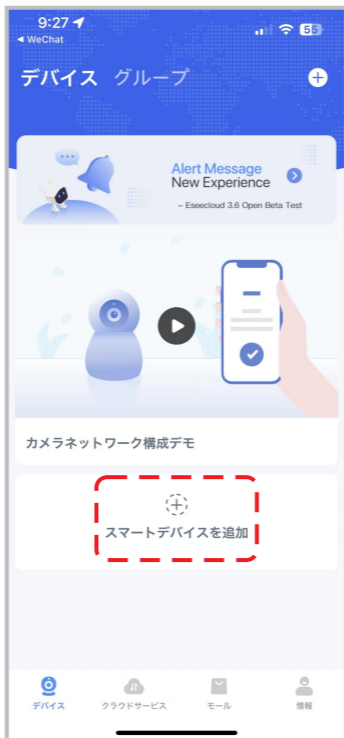 9:27
55
◀ WeChat
デバイス グループ
Alert Message
New Experience
– Eseecloud 3.6 Open Beta Test
カメラネットワーク構成デモ
スマートデバイスを追加
デバイス クラウドサービス モール 情報